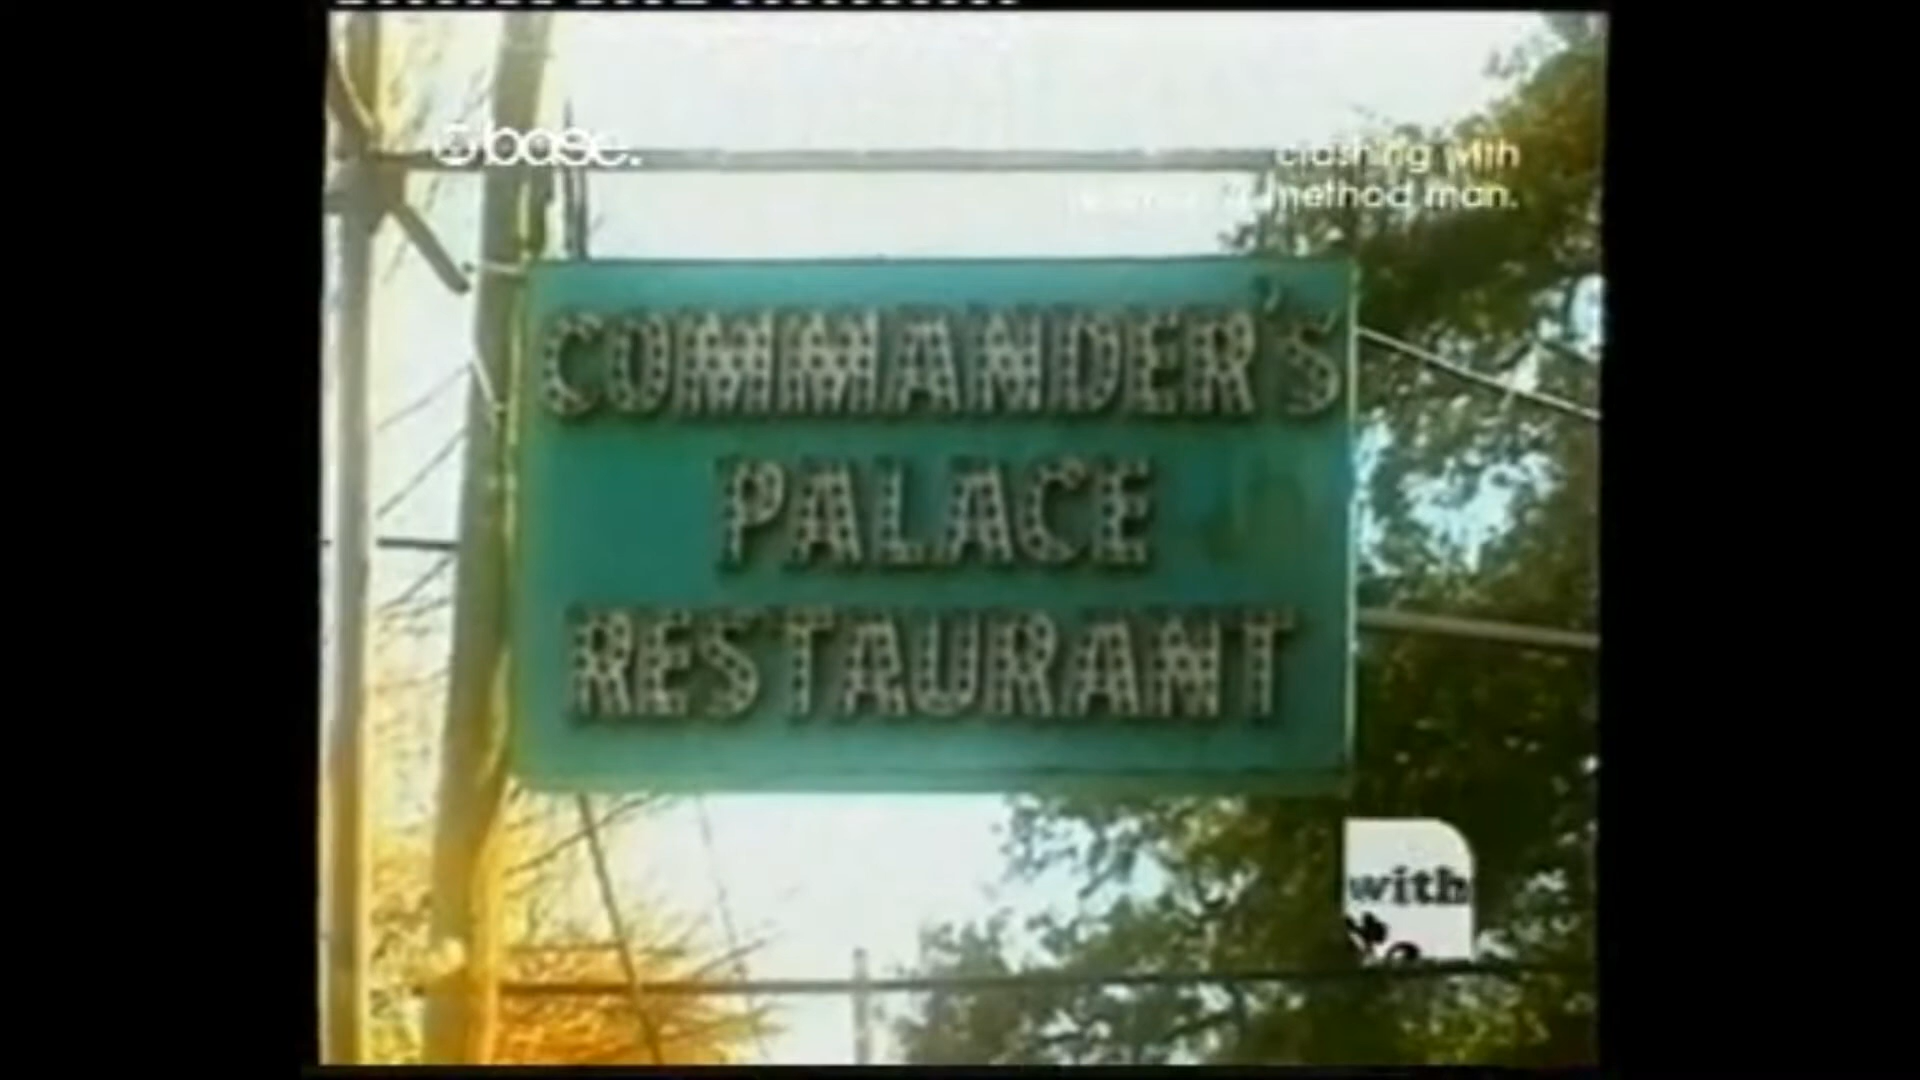 base.
clashing with
method man.
COMMANDER'S
PALACE
RESTAURANT
with